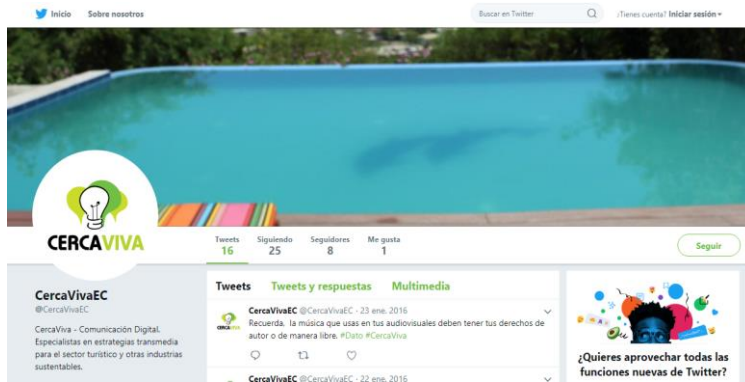 Inicio Sobre nosotros Buscar en Twitter ¿Tienes cuenta? Iniciar sesión
CERCAVIVA
Tweets Siguiendo Seguidores Me gusta
16 25 8 1
Seguir
CercaVivaEC
@CercaVivaEC
CercaViva - Comunicación Digital.
Especialistas en estrategias transmedia
para el sector turístico y otras industrias
sustentables.
Tweets Tweets y respuestas Multimedia
CercaVivaEC @CercaVivaEC · 23 ene. 2016
Recuerda, la música que usas en tus audiovisuales deben tener tus derechos de
autor o de manera libre. #Dato #CercaViva
CercaVivaEC @CercaVivaEC · 22 ene. 2016
¿Quieres aprovechar todas las
funciones nuevas de Twitter?